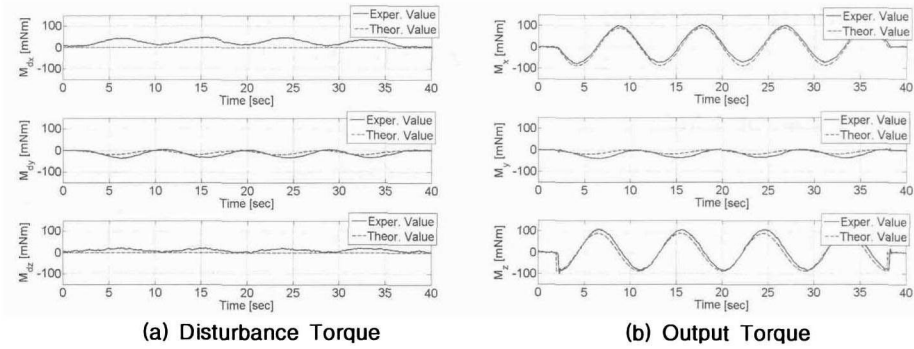 Exper. Value
Theor. Value
M_dx [mNm]
100
0
-100
0 5 10 15 20 25 30 35 40
Time [sec]
Exper. Value
Theor. Value
M_dy [mNm]
100
0
-100
0 5 10 15 20 25 30 35 40
Time [sec]
Exper. Value
Theor. Value
M_dz [mNm]
100
0
-100
0 5 10 15 20 25 30 35 40
Time [sec]
(a) Disturbance Torque
Exper. Value
Theor. Value
M_x [mNm]
100
0
-100
0 5 10 15 20 25 30 35 40
Time [sec]
Exper. Value
Theor. Value
M_y [mNm]
100
0
-100
0 5 10 15 20 25 30 35 40
Time [sec]
Exper. Value
Theor. Value
M_z [mNm]
100
0
-100
0 5 10 15 20 25 30 35 40
Time [sec]
(b) Output Torque